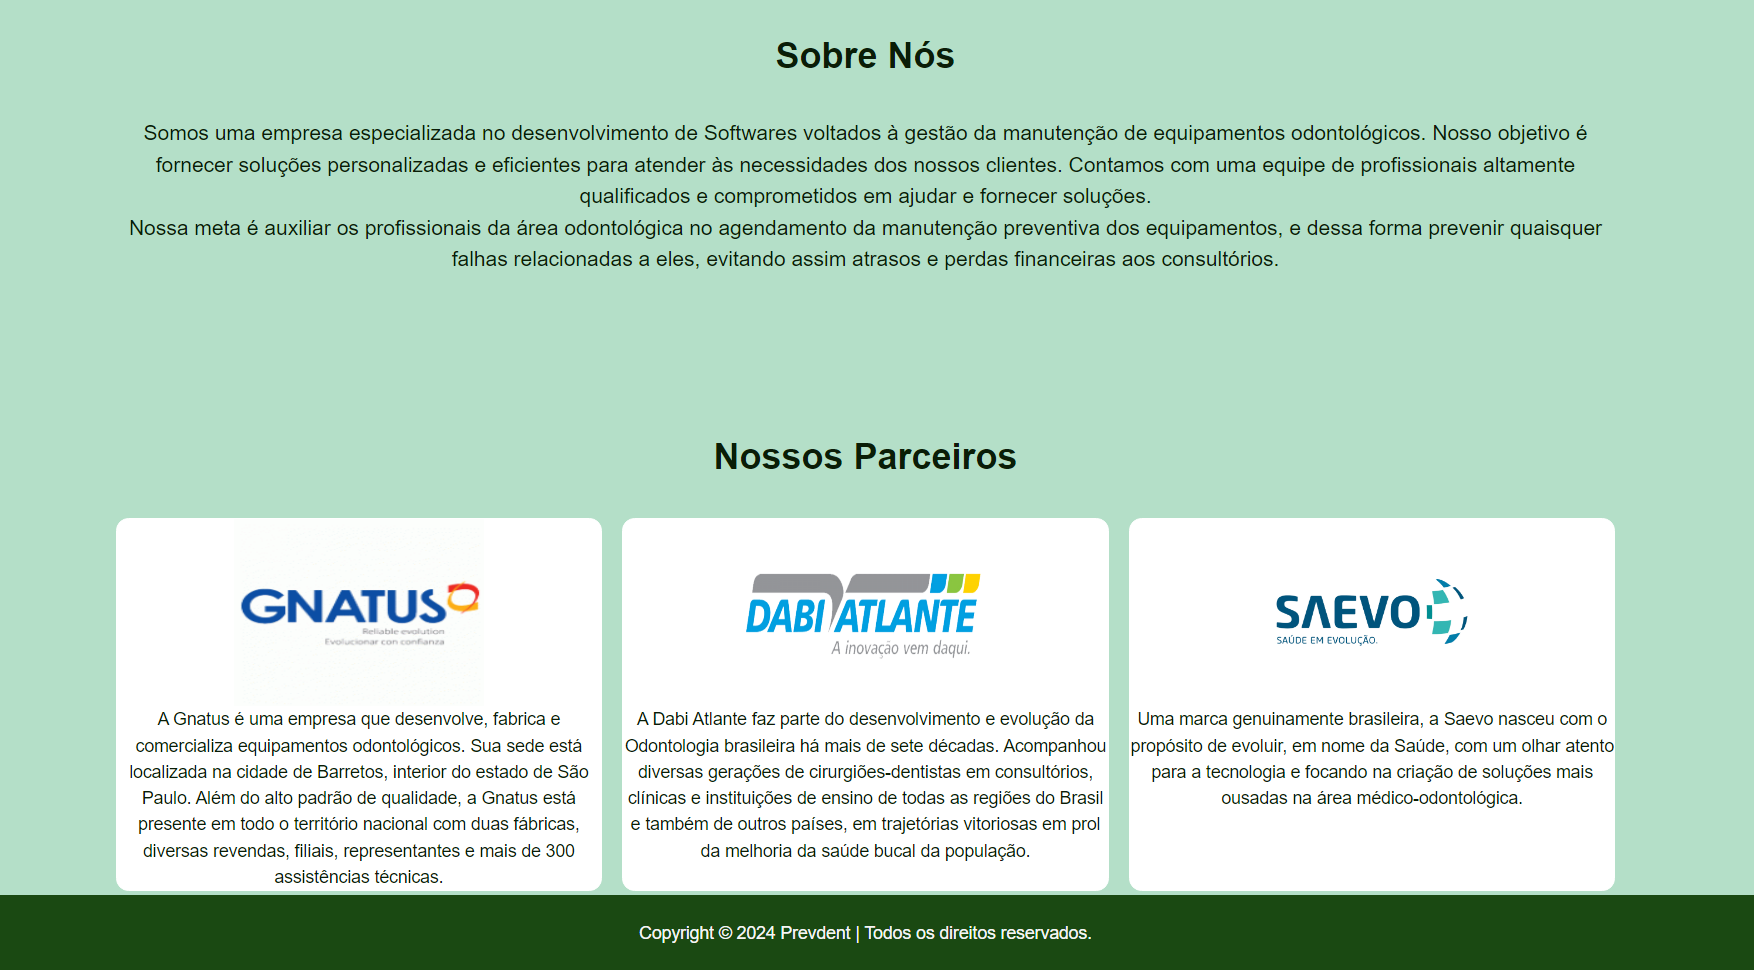 Sobre Nós
Somos uma empresa especializada no desenvolvimento de Softwares voltados à gestão da manutenção de equipamentos odontológicos. Nosso objetivo é
fornecer soluções personalizadas e eficientes para atender às necessidades dos nossos clientes. Contamos com uma equipe de profissionais altamente
qualificados e comprometidos em ajudar e fornecer soluções.
Nossa meta é auxiliar os profissionais da área odontológica no agendamento da manutenção preventiva dos equipamentos, e dessa forma prevenir quaisquer
falhas relacionadas a eles, evitando assim atrasos e perdas financeiras aos consultórios.
Nossos Parceiros
GNATUS
Reliable evolution
Evolucionar con confianza
A Gnatus é uma empresa que desenvolve, fabrica e
comercializa equipamentos odontológicos. Sua sede está
localizada na cidade de Barretos, interior do estado de São
Paulo. Além do alto padrão de qualidade, a Gnatus está
presente em todo o território nacional com duas fábricas,
diversas revendas, filiais, representantes e mais de 300
assistências técnicas.
DABI ATLANTE
A inovação vem daqui.
A Dabi Atlante faz parte do desenvolvimento e evolução da
Odontologia brasileira há mais de sete décadas. Acompanhou
diversas gerações de cirurgiões-dentistas em consultórios,
clínicas e instituições de ensino de todas as regiões do Brasil
e também de outros países, em trajetórias vitoriosas em prol
da melhoria da saúde bucal da população.
SAEVO
SAÚDE EM EVOLUÇÃO.
Uma marca genuinamente brasileira, a Saevo nasceu com o
propósito de evoluir, em nome da Saúde, com um olhar atento
para a tecnologia e focando na criação de soluções mais
ousadas na área médico-odontológica.
Copyright © 2024 Prevdent | Todos os direitos reservados.